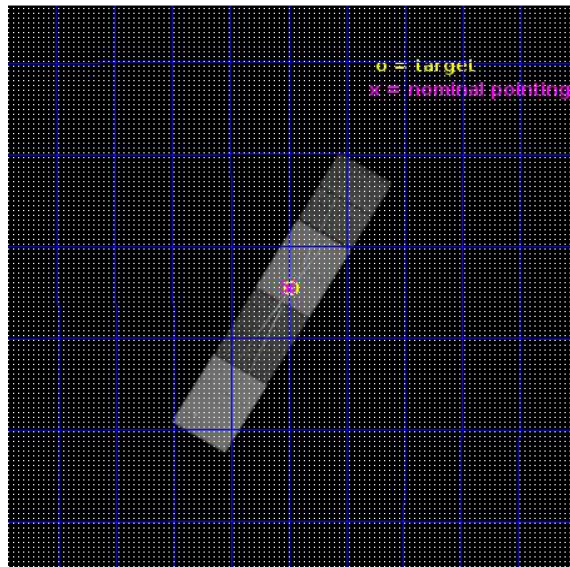 o = target
x = nominal pointing